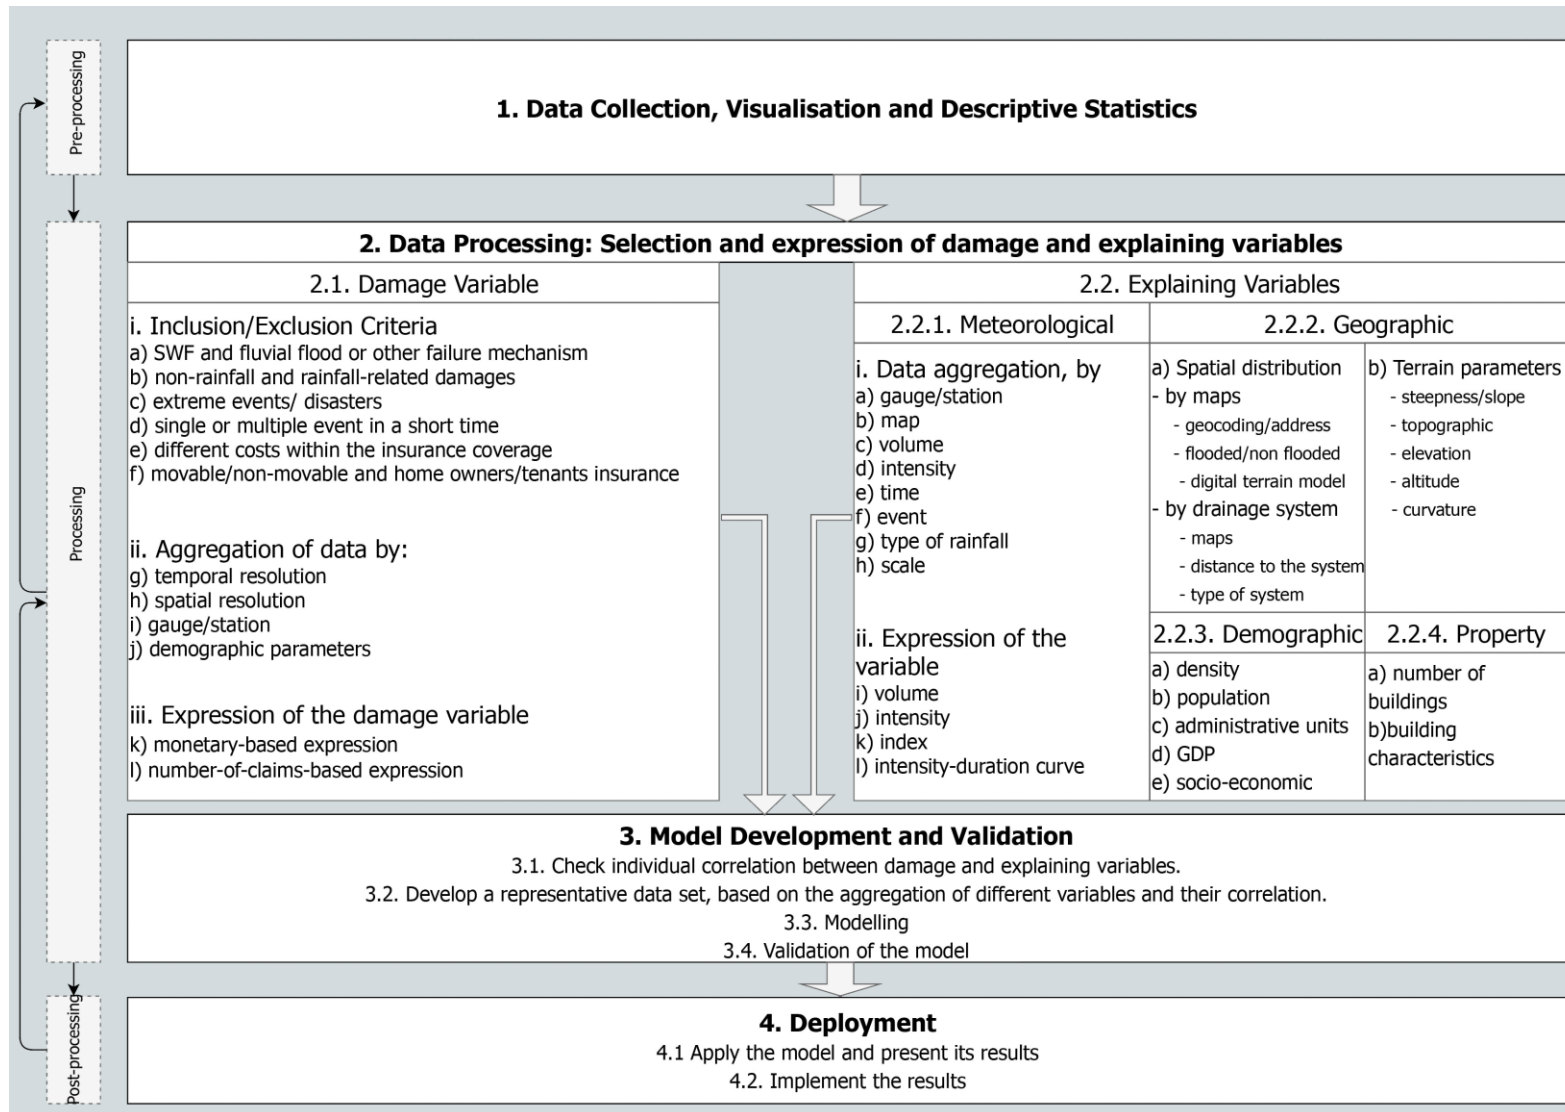 Pre-processing
1. Data Collection, Visualisation and Descriptive Statistics
Processing
2. Data Processing: Selection and expression of damage and explaining variables
2.1. Damage Variable
i. Inclusion/Exclusion Criteria
a) SWF and fluvial flood or other failure mechanism
b) non-rainfall and rainfall-related damages
c) extreme events/ disasters
d) single or multiple event in a short time
e) different costs within the insurance coverage
f) movable/non-movable and home owners/tenants insurance
ii. Aggregation of data by:
g) temporal resolution
h) spatial resolution
i) gauge/station
j) demographic parameters
iii. Expression of the damage variable
k) monetary-based expression
l) number-of-claims-based expression
2.2. Explaining Variables
2.2.1. Meteorological
i. Data aggregation, by
a) gauge/station
b) map
c) volume
d) intensity
e) time
f) event
g) type of rainfall
h) scale
ii. Expression of the
variable
i) volume
j) intensity
k) index
l) intensity-duration curve
2.2.2. Geographic
a) Spatial distribution
- by maps
- geocoding/address
- flooded/non flooded
- digital terrain model
- by drainage system
- maps
- distance to the system
- type of system
b) Terrain parameters
- steepness/slope
- topographic
- elevation
- altitude
- curvature
2.2.3. Demographic
a) density
b) population
c) administrative units
d) GDP
e) socio-economic
2.2.4. Property
a) number of
buildings
b)building
characteristics
3. Model Development and Validation
3.1. Check individual correlation between damage and explaining variables.
3.2. Develop a representative data set, based on the aggregation of different variables and their correlation.
3.3. Modelling
3.4. Validation of the model
Post-processing
4. Deployment
4.1 Apply the model and present its results
4.2. Implement the results